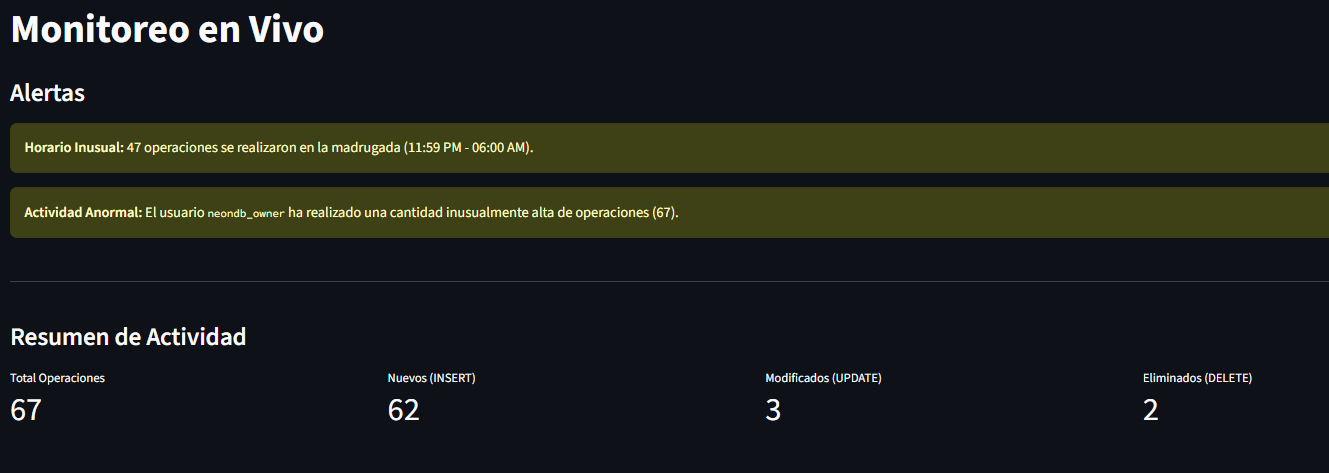 Monitoreo en Vivo
Alertas
Horario Inusual: 47 operaciones se realizaron en la madrugada (11:59 PM - 06:00 AM).
Actividad Anormal: El usuario neondb_owner ha realizado una cantidad inusualmente alta de operaciones (67).
Resumen de Actividad
Total Operaciones
67
Nuevos (INSERT)
62
Modificados (UPDATE)
3
Eliminados (DELETE)
2